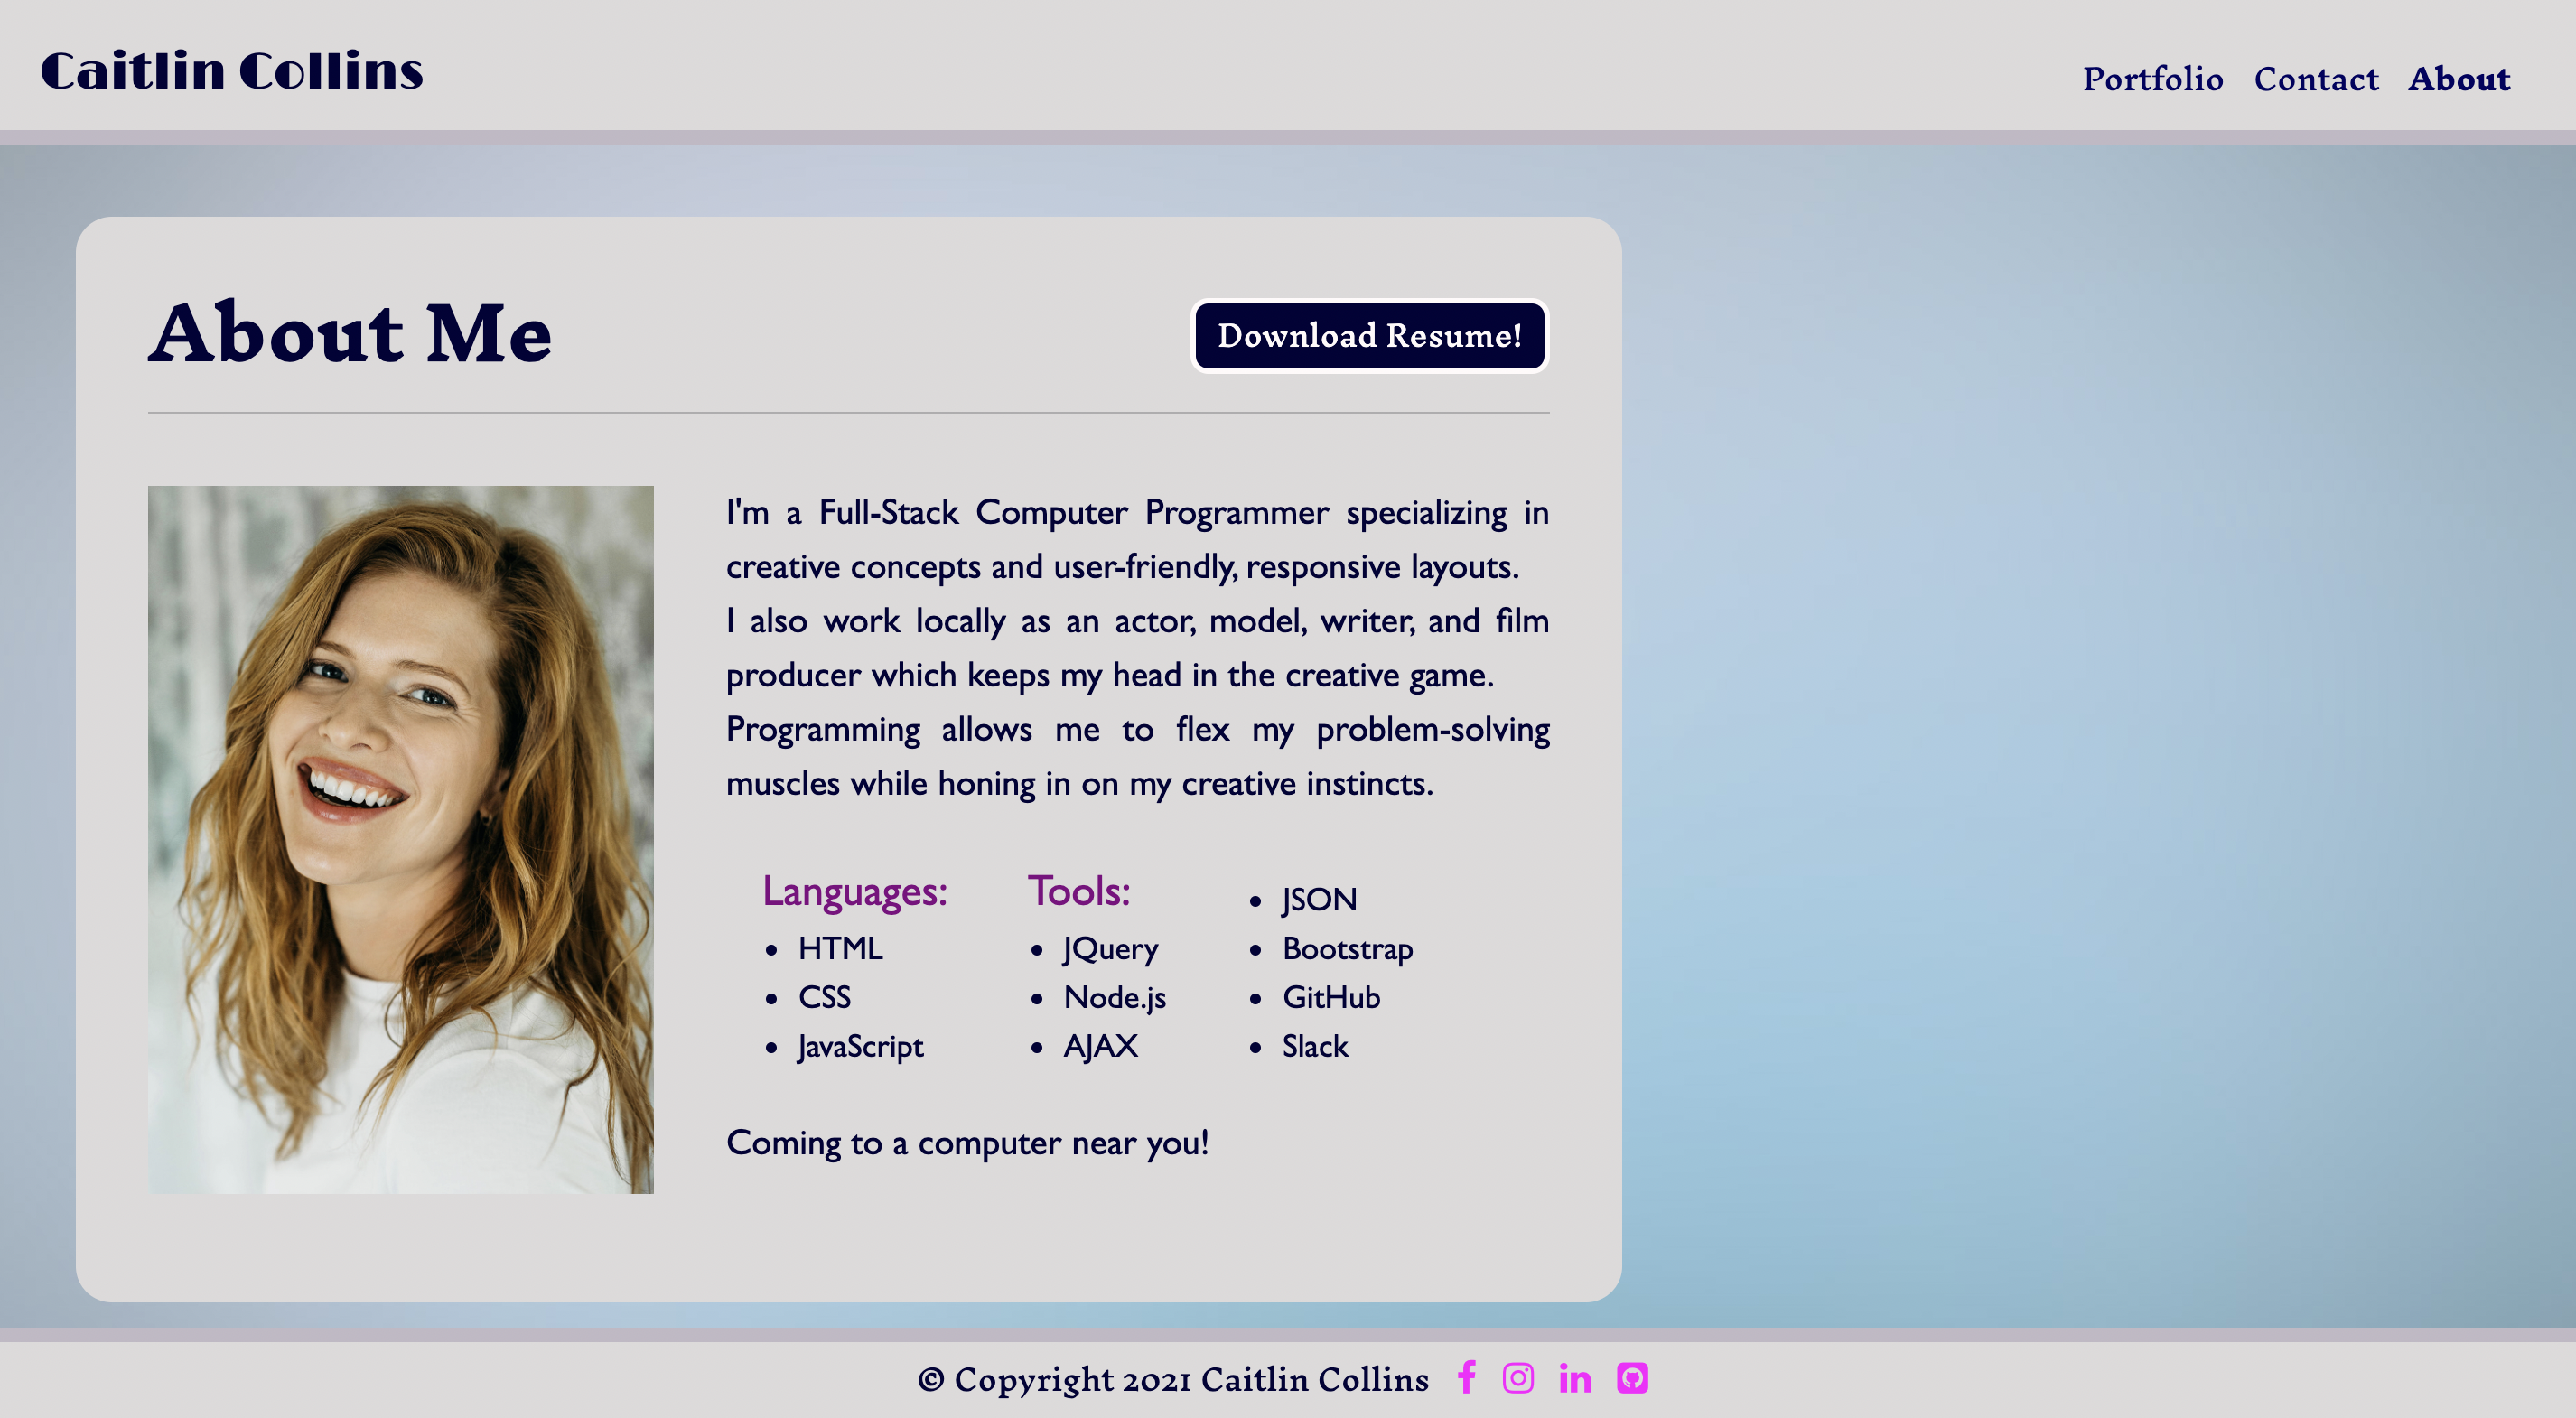 Caitlin Collins
Portfolio Contact About
About Me
Download Resume!
I'm a Full-Stack Computer Programmer specializing in
creative concepts and user-friendly, responsive layouts.
I also work locally as an actor, model, writer, and film
producer which keeps my head in the creative game.
Programming allows me to flex my problem-solving
muscles while honing in on my creative instincts.
Languages:
• HTML
• CSS
• JavaScript
Tools:
• JQuery
• Node.js
• AJAX
• JSON
• Bootstrap
• GitHub
• Slack
Coming to a computer near you!
© Copyright 2021 Caitlin Collins